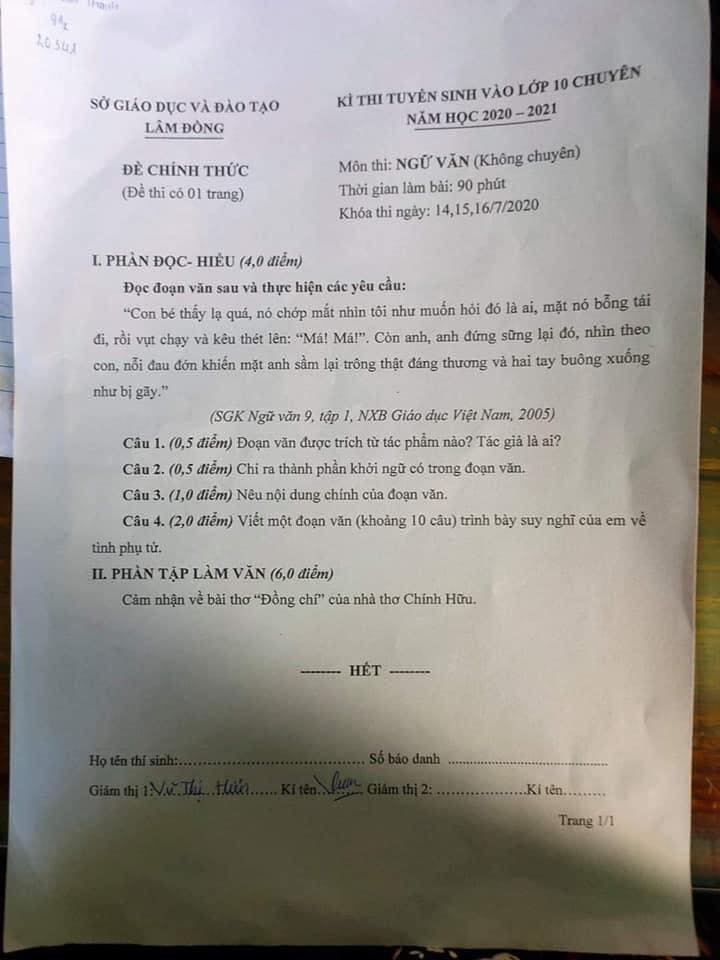 20341
SỞ GIÁO DỤC VÀ ĐÀO TẠO
LÂM ĐỒNG
KÌ THI TUYỂN SINH VÀO LỚP 10 CHUYÊN
NĂM HỌC 2020 – 2021
ĐỀ CHÍNH THỨC
(Đề thi có 01 trang)
Môn thi: NGỮ VĂN (Không chuyên)
Thời gian làm bài: 90 phút
Khóa thi ngày: 14,15,16/7/2020
I. PHẦN ĐỌC- HIỂU (4,0 điểm)
Đọc đoạn văn sau và thực hiện các yêu cầu:
“Con bé thấy lạ quá, nó chớp mắt nhìn tôi như muốn hỏi đó là ai, mặt nó bỗng tái
đi, rồi vụt chạy và kêu thét lên: “Má! Má!”. Còn anh, anh đứng sững lại đó, nhìn theo
con, nỗi đau đớn khiến mặt anh sầm lại trông thật đáng thương và hai tay buông xuống
như bị gãy.”
(SGK Ngữ văn 9, tập 1, NXB Giáo dục Việt Nam, 2005)
Câu 1. (0,5 điểm) Đoạn văn được trích từ tác phẩm nào? Tác giả là ai?
Câu 2. (0,5 điểm) Chỉ ra thành phần khởi ngữ có trong đoạn văn.
Câu 3. (1,0 điểm) Nêu nội dung chính của đoạn văn.
Câu 4. (2,0 điểm) Viết một đoạn văn (khoảng 10 câu) trình bày suy nghĩ của em về
tình phụ tử.
II. PHẦN TẬP LÀM VĂN (6,0 điểm)
Cảm nhận về bài thơ “Đồng chí” của nhà thơ Chính Hữu.
-------- HẾT --------
Họ tên thí sinh:.................................... Số báo danh ........................................
Giám thị 1: Vũ Thị Hiền...... Kí tên........ Giám thị 2: ..................Kí tên.........
Trang 1/1